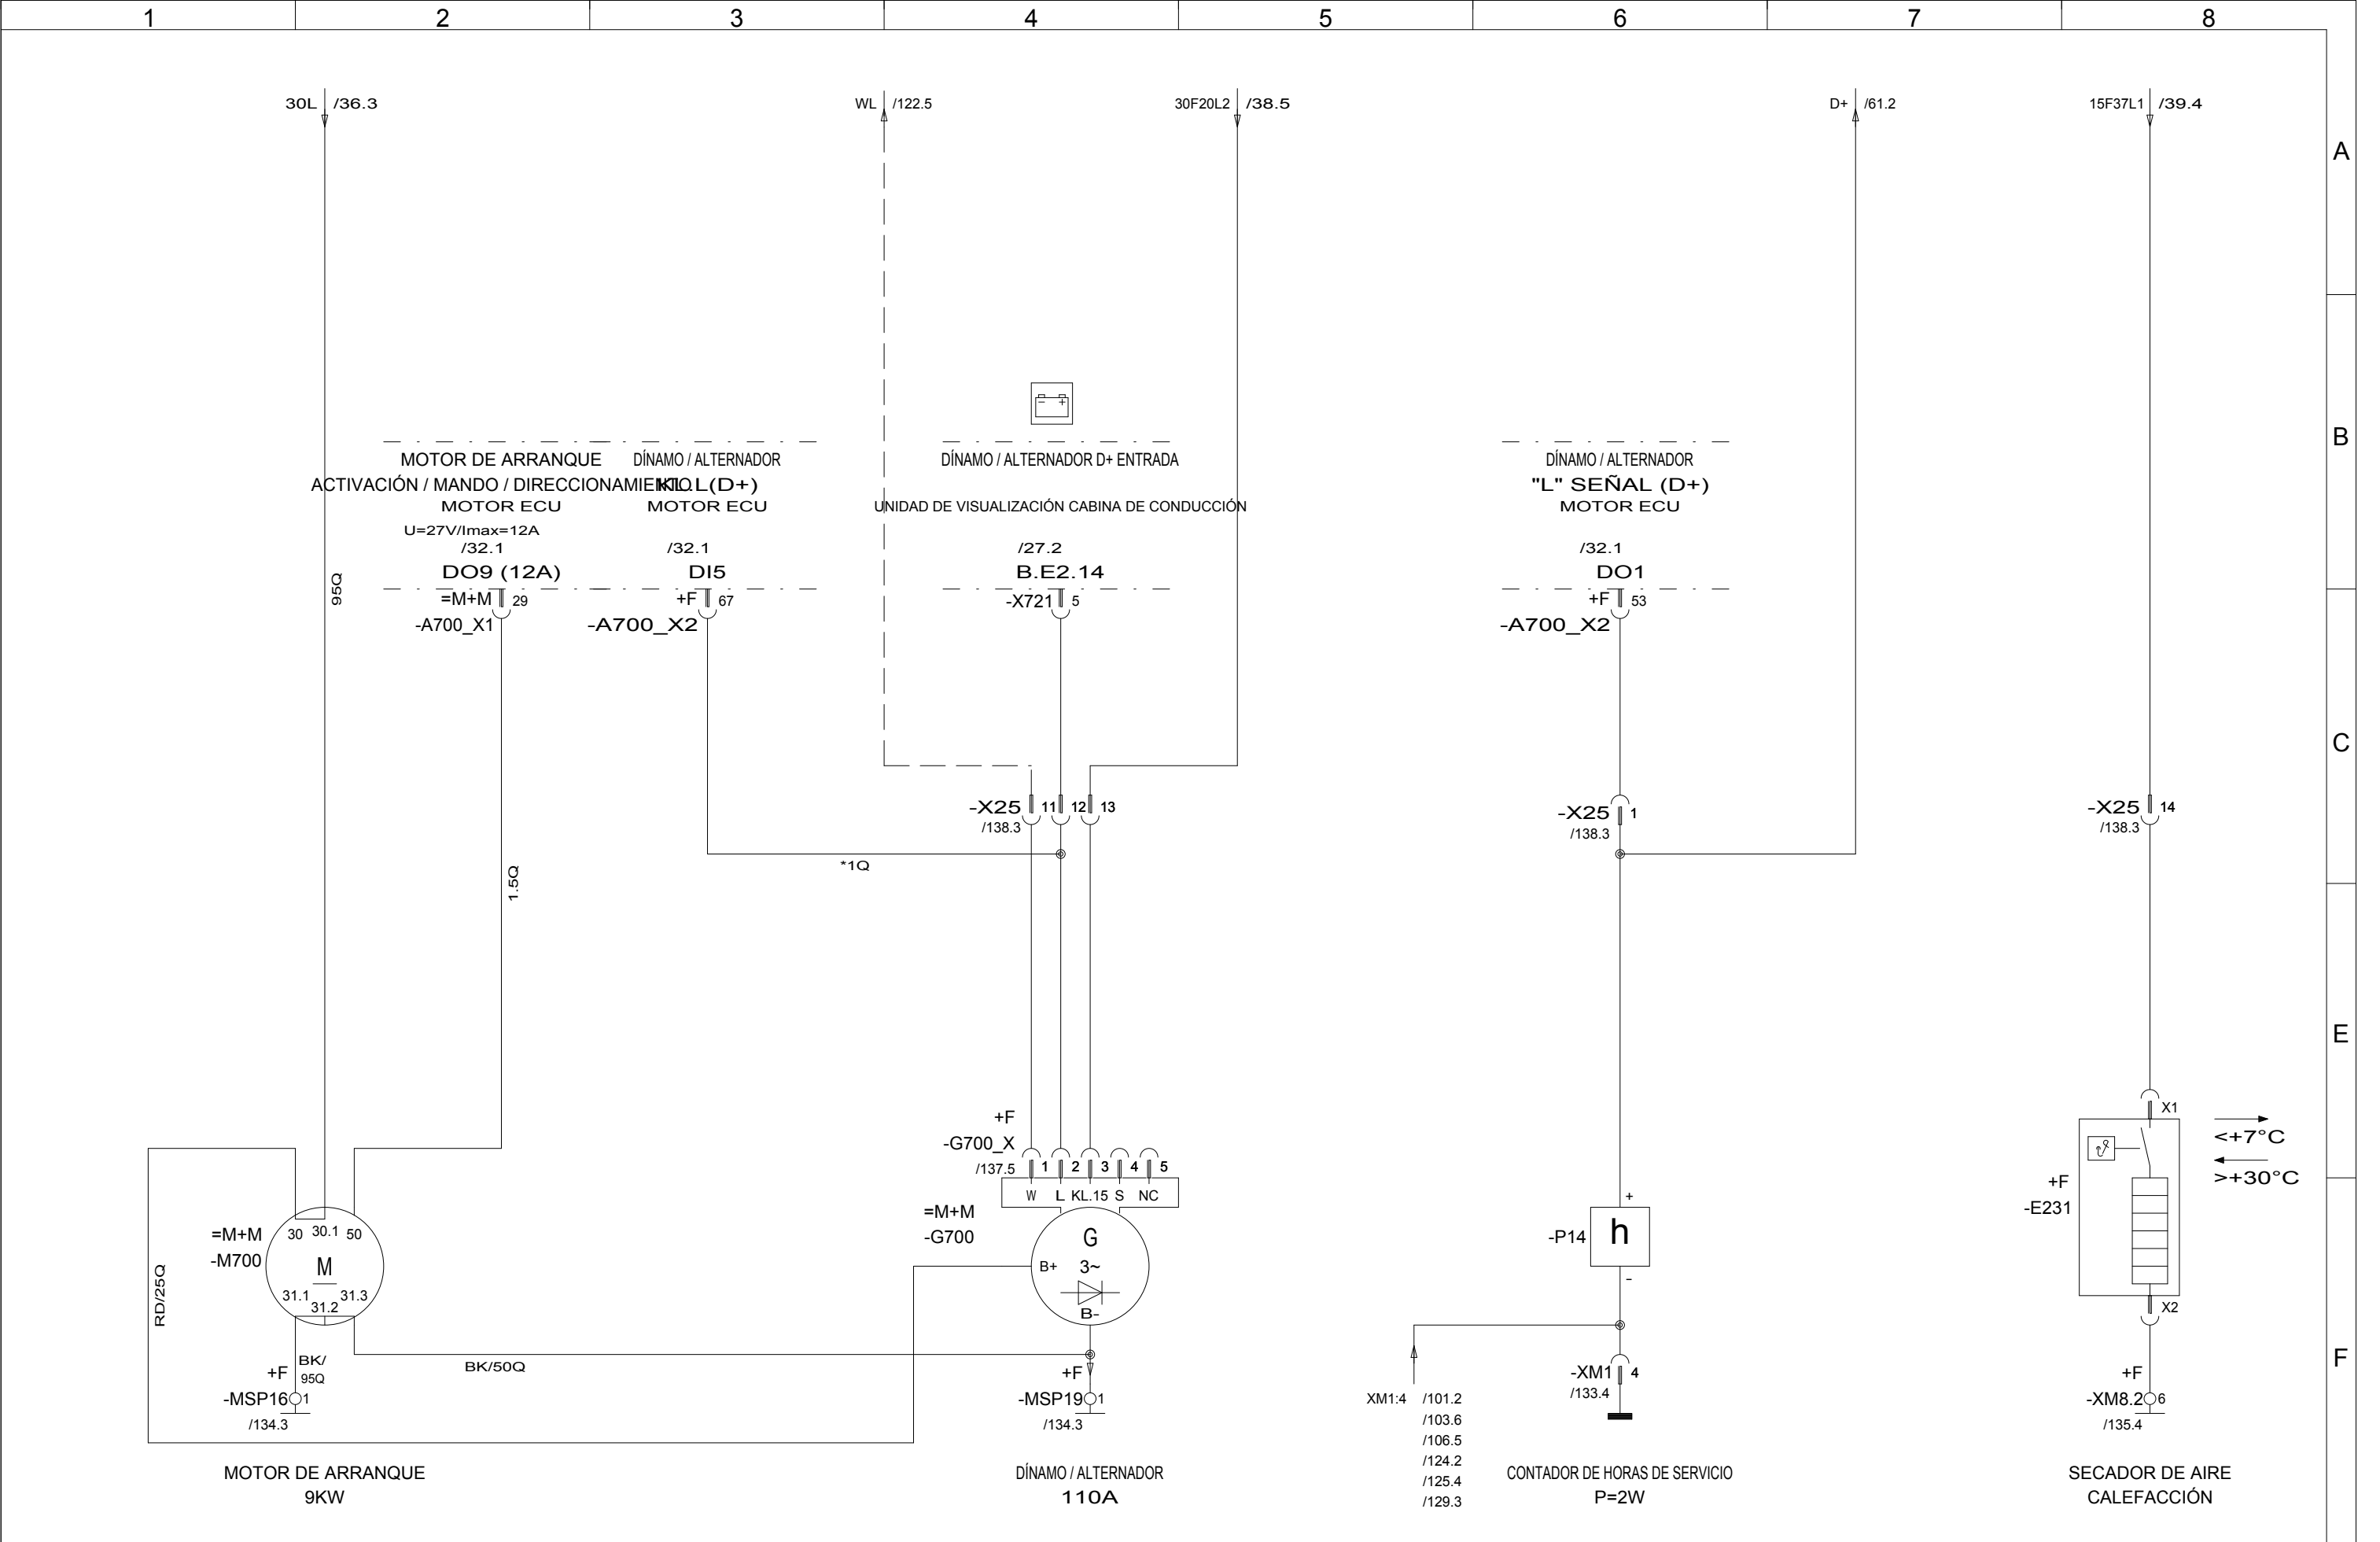 1 2 3 4 5 6 7 8
30L /36.3
WL /122.5
30F20L2 /38.5
D+ /61.2
15F37L1 /39.4
A
B
C
E
F
MOTOR DE ARRANQUE
ACTIVACIÓN / MANDO / DIRECCIONAMIENTO
MOTOR ECU
U=27V/Imax=12A
/32.1
DO9 (12A)
=M+M 29
-A700_X1
DÍNAMO / ALTERNADOR
KL. L(D+)
MOTOR ECU
/32.1
DI5
+F 67
-A700_X2
DÍNAMO / ALTERNADOR D+ ENTRADA
UNIDAD DE VISUALIZACIÓN CABINA DE CONDUCCIÓN
/27.2
B.E2.14
-X721 5
DÍNAMO / ALTERNADOR
"L" SEÑAL (D+)
MOTOR ECU
/32.1
DO1
+F 53
-A700_X2
95Q
1.5Q
*1Q
-X25 11 12 13
/138.3
-X25 1
/138.3
-X25 14
/138.3
+F
-G700_X
/137.5 1 2 3 4 5
W L KL.15 S NC
=M+M
-G700
G
3~
B+
B-
=M+M
-M700
30 30.1 50
M
31.1 31.2 31.3
RD/25Q
BK/
95Q
+F
-MSP16 1
/134.3
BK/50Q
+F
-MSP19 1
/134.3
+
-P14 h
-
-XM1 4
/133.4
XM1:4 /101.2
/103.6
/106.5
/124.2
/125.4
/129.3
X1
<+7°C
>+30°C
+F
-E231
X2
+F
-XM8.2 6
/135.4
MOTOR DE ARRANQUE
9KW
DÍNAMO / ALTERNADOR
110A
CONTADOR DE HORAS DE SERVICIO
P=2W
SECADOR DE AIRE
CALEFACCIÓN